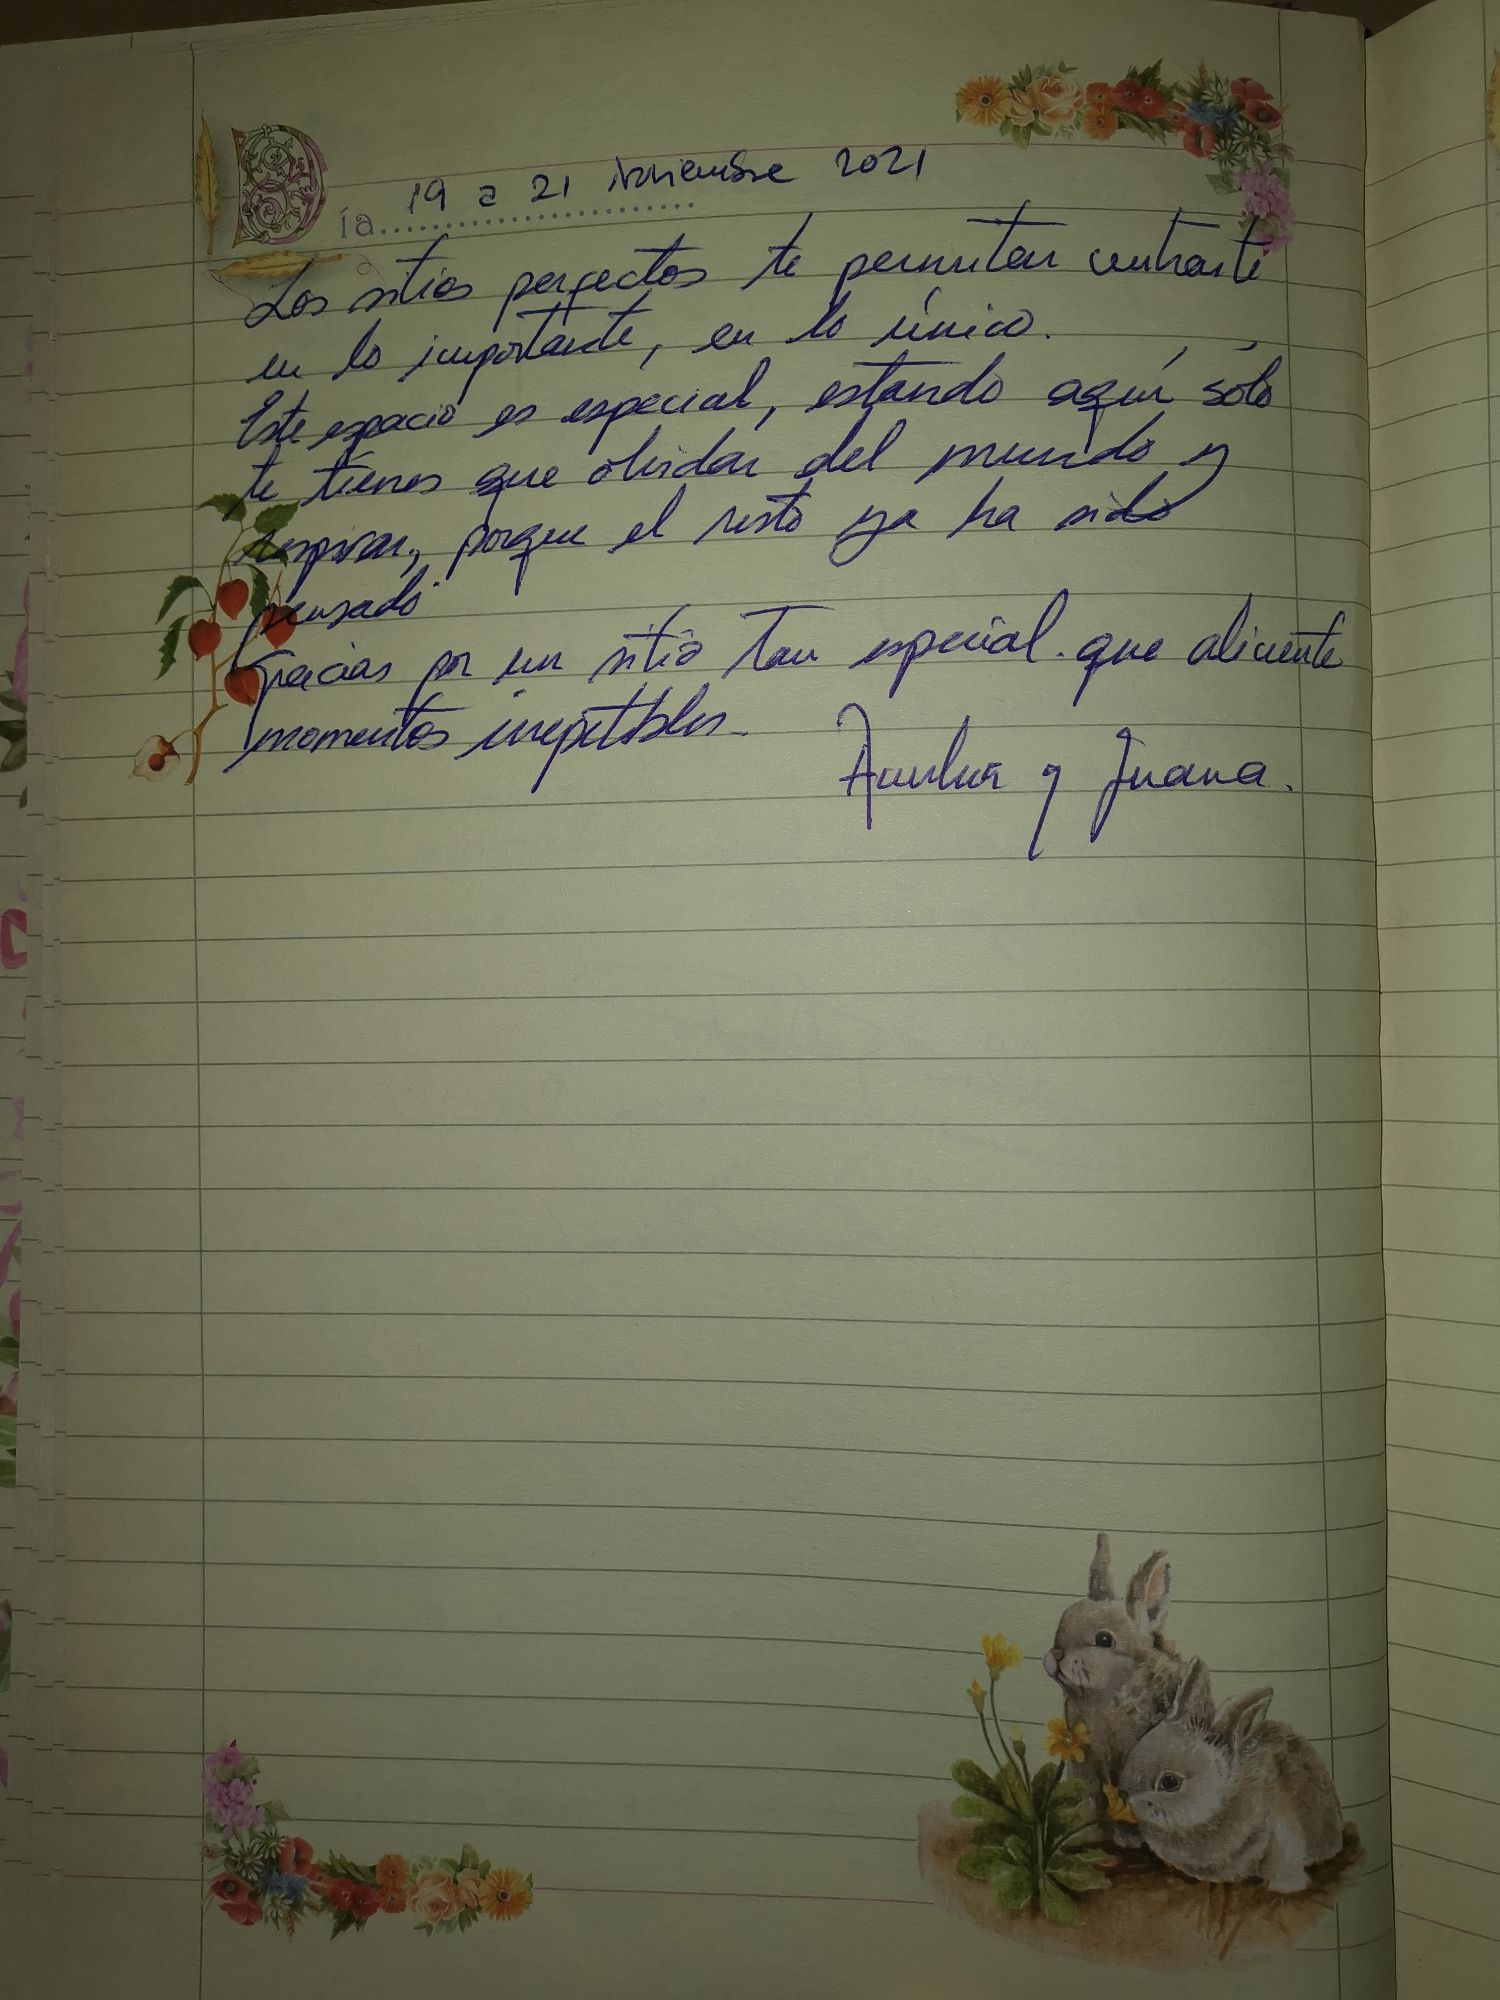 Día 19 a 21 Noviembre 2021
Los sitios perfectos te permiten centrarte
en lo importante, en lo único.
Este espacio es especial, estando aquí sólo
te tienes que olvidar del mundo y
respirar, porque el resto ya ha sido
pensado.
Gracias por un sitio tan especial que alimente
momentos irrepetibles.
y Juana.